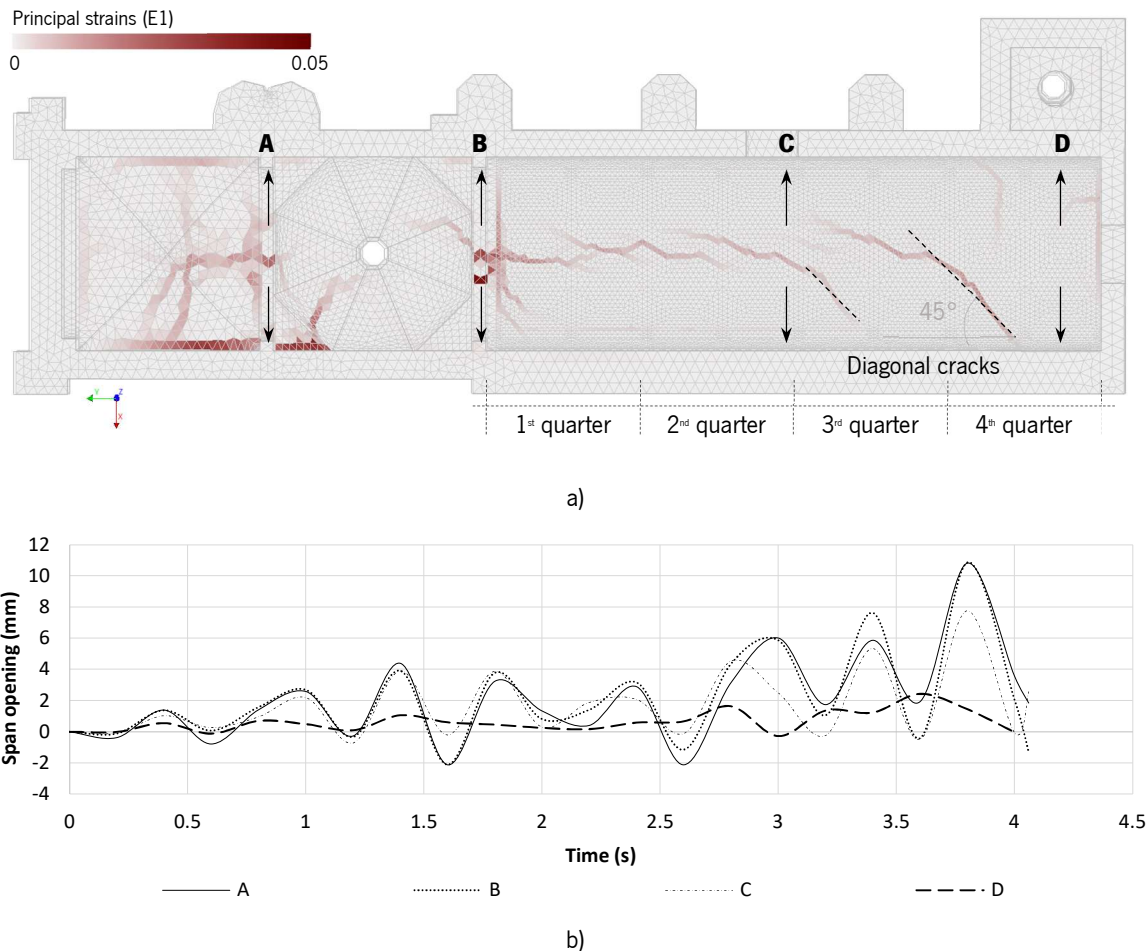 Principal strains (E1)
0 0.05
A B C D
45°
Diagonal cracks
Y Z
X
1st quarter 2nd quarter 3rd quarter 4th quarter
a)
12
10
8
6
4
2
0
-2
-4
Span opening (mm)
0 0.5 1 1.5 2 2.5 3 3.5 4 4.5
Time (s)
A B C D
b)